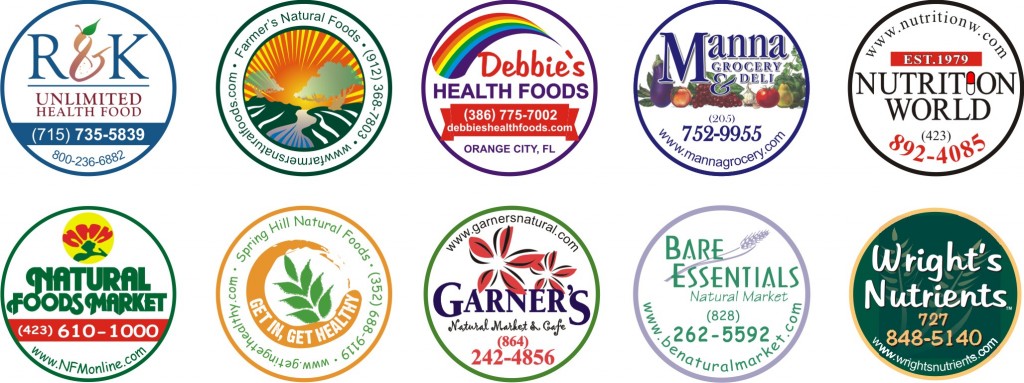 R&K
UNLIMITED
HEALTH FOOD
(715) 735-5839
800-236-6882
Farmer's Natural Foods • (912) 368-7803 • www.farmersnaturalfoods.com •
Debbie's
HEALTH FOODS
(386) 775-7002
debbieshealthfoods.com
ORANGE CITY, FL
Manna
GROCERY
& DELI
(205)
752-9955
www.mannagrocery.com
www.nutritionw.com
EST.1979
NUTRITION
WORLD
(423)
892-4085
NATURAL
FOODS MARKET
(423) 610-1000
www.NFMonline.com
Spring Hill Natural Foods • (352) 688-9119 • www.getingethealthy.com •
GET IN, GET HEALTHY
www.garnersnatural.com
GARNER'S
Natural Market & Cafe
(864)
242-4856
BARE
ESSENTIALS
Natural Market
(828)
262-5592
www.benaturalmarket.com
Wright's
Nutrients™
727
848-5140
www.wrightsnutrients.com